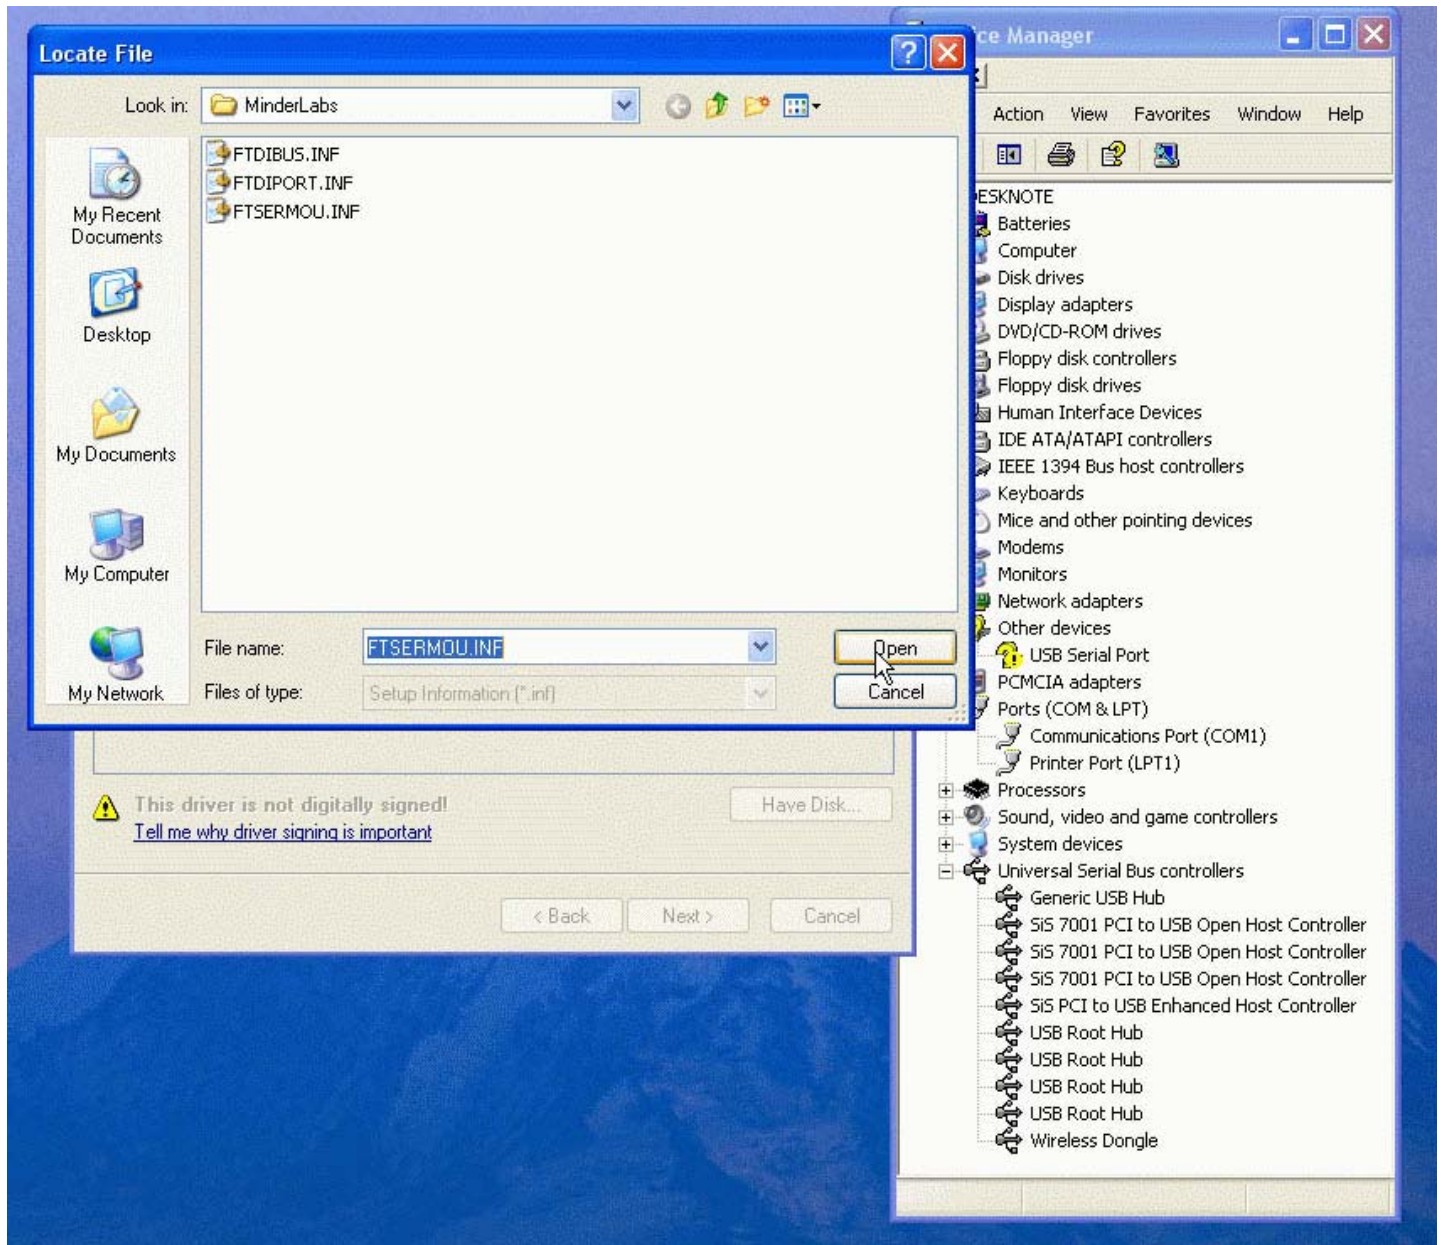 Locate File
Look in:
MinderLabs
FTDIBUS.INF
FTDIPORT.INF
FTSERMOU.INF
My Recent
Documents
Desktop
My Documents
My Computer
My Network
File name:
FTSERMOU.INF
Open
Files of type:
Setup Information (*.inf)
Cancel
This driver is not digitally signed!
Tell me why driver signing is important
Have Disk...
< Back
Next >
Cancel
Manager
Action View Favorites Window Help
Batteries
Computer
Disk drives
Display adapters
DVD/CD-ROM drives
Floppy disk controllers
Floppy disk drives
Human Interface Devices
IDE ATA/ATAPI controllers
IEEE 1394 Bus host controllers
Keyboards
Mice and other pointing devices
Modems
Monitors
Network adapters
Other devices
USB Serial Port
PCMCIA adapters
Ports (COM & LPT)
Communications Port (COM1)
Printer Port (LPT1)
Processors
Sound, video and game controllers
System devices
Universal Serial Bus controllers
Generic USB Hub
SiS 7001 PCI to USB Open Host Controller
SiS 7001 PCI to USB Open Host Controller
SiS 7001 PCI to USB Open Host Controller
SiS PCI to USB Enhanced Host Controller
USB Root Hub
USB Root Hub
USB Root Hub
USB Root Hub
Wireless Dongle